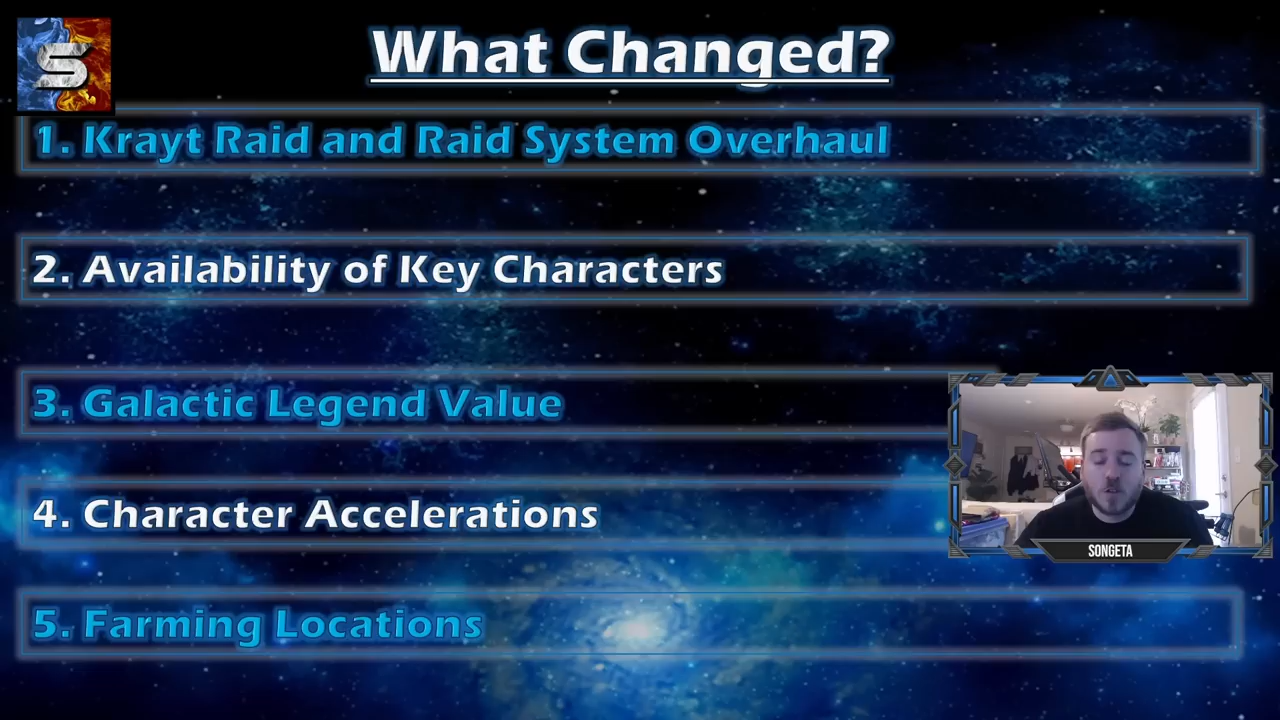 S
What Changed?
1. Krayt Raid and Raid System Overhaul
2. Availability of Key Characters
3. Galactic Legend Value
4. Character Accelerations
5. Farming Locations
SONGETA